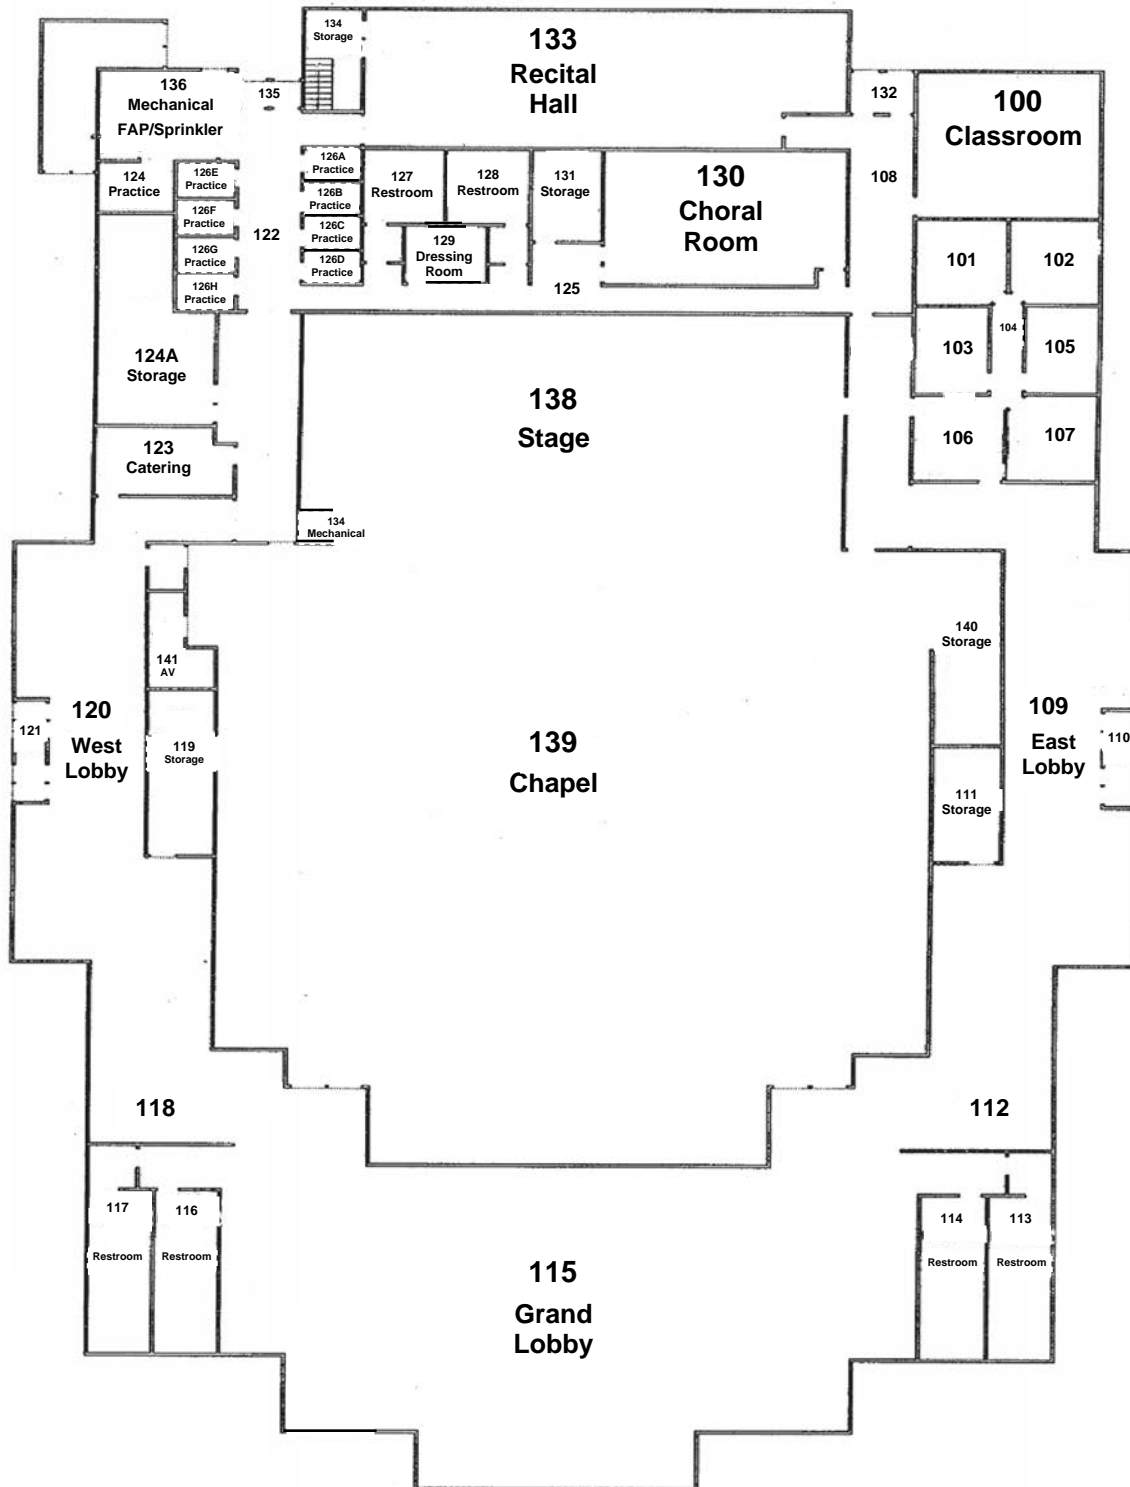 134
Storage
133
Recital
Hall
136
Mechanical
FAP/Sprinkler
135
132
100
Classroom
124
Practice
126E
Practice
126F
Practice
126G
Practice
126H
Practice
122
126A
Practice
126B
Practice
126C
Practice
126D
Practice
127
Restroom
128
Restroom
129
Dressing
Room
131
Storage
130
Choral
Room
125
108
101
102
103
104
105
106
107
124A
Storage
123
Catering
138
Stage
134
Mechanical
141
AV
140
Storage
120
West
Lobby
121
119
Storage
139
Chapel
109
East
Lobby
110
111
Storage
118
112
117
Restroom
116
Restroom
115
Grand
Lobby
114
Restroom
113
Restroom